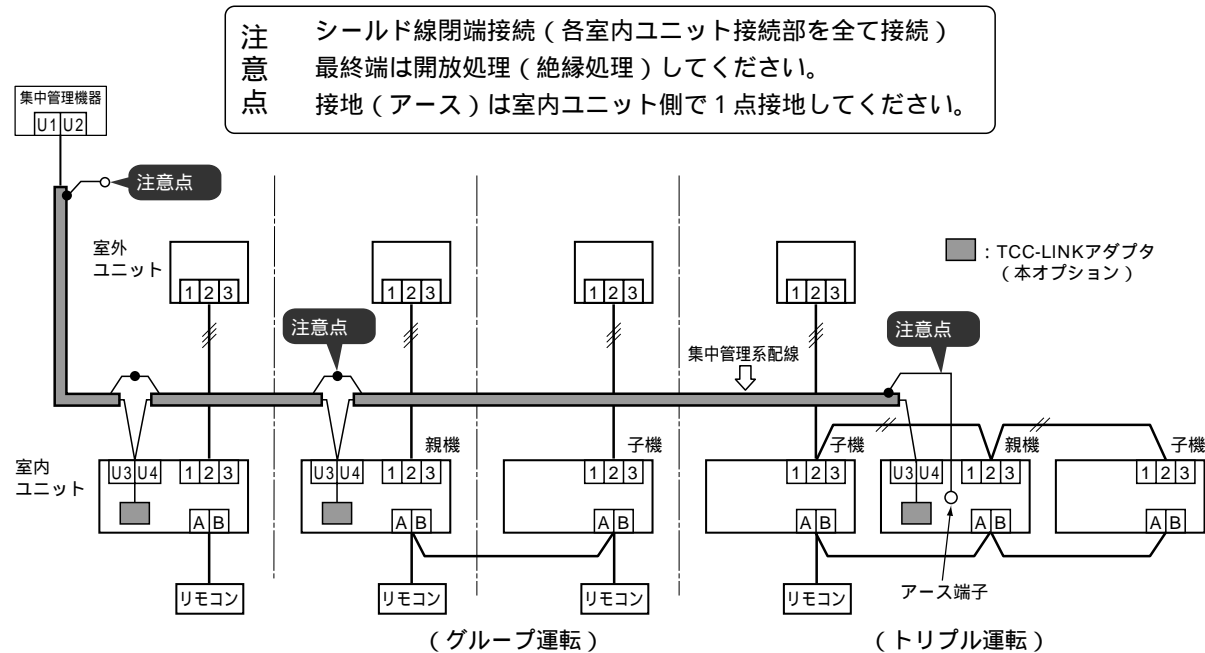 注意点
シールド線閉端接続（各室内ユニット接続部を全て接続）
最終端は開放処理（絶縁処理）してください。
接地（アース）は室内ユニット側で１点接地してください。
集中管理機器
U1 U2
注意点
室外
ユニット
1 2 3
1 2 3
1 2 3
1 2 3
：TCC-LINKアダプタ
（本オプション）
注意点
注意点
集中管理系配線
室内
ユニット
U3 U4
1 2 3
A B
親機
U3 U4
1 2 3
A B
子機
1 2 3
A B
子機
1 2 3
A B
親機
U3 U4
1 2 3
A B
子機
1 2 3
A B
リモコン
リモコン
リモコン
リモコン
アース端子
（グループ運転）
（トリプル運転）